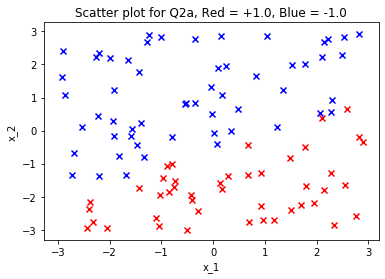 Scatter plot for Q2a, Red = +1.0, Blue = -1.0
3
2
1
0
−1
−2
−3
x_2
−3 −2 −1 0 1 2 3
x_1